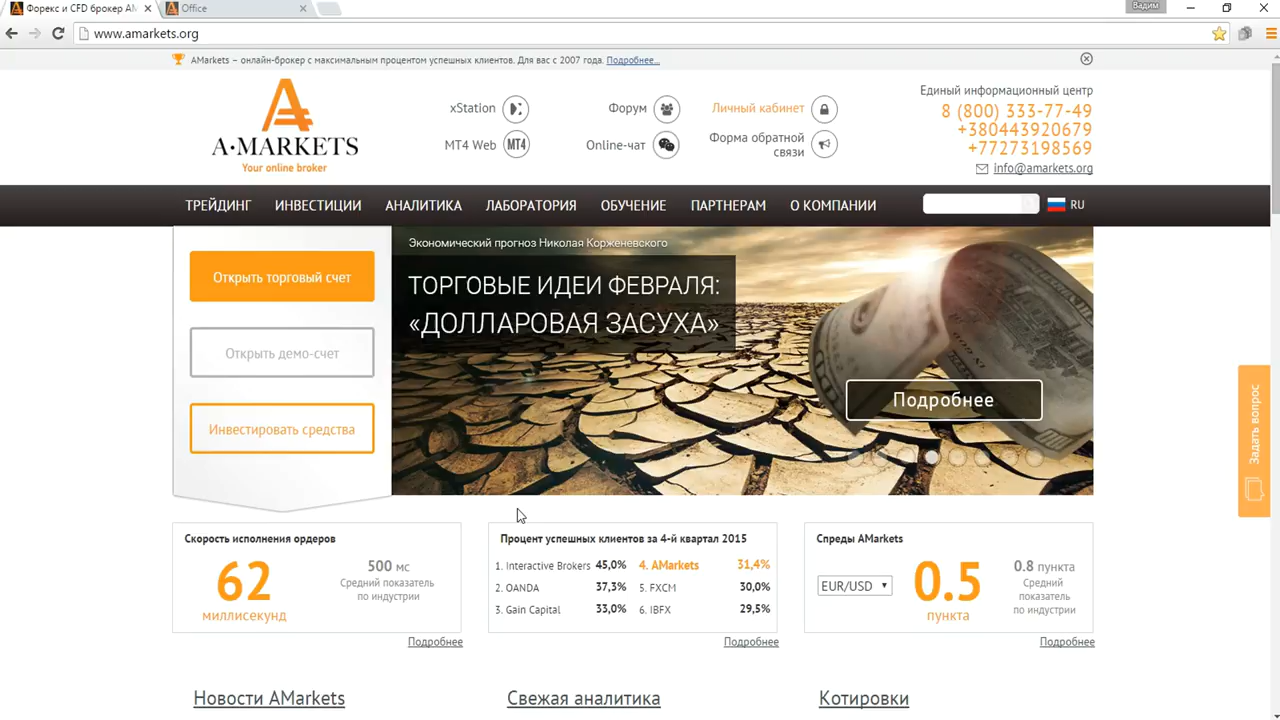 Форекс и CFD брокер AM
Office
Вадим
www.amarkets.org
AMarkets – онлайн-брокер с максимальным процентом успешных клиентов. Для вас с 2007 года. Подробнее...
A·MARKETS
Your online broker
xStation
MT4 Web
MT4
Форум
Online-чат
Личный кабинет
Форма обратной
связи
Единый информационный центр
8 (800) 333-77-49
+380443920679
+77273198569
info@amarkets.org
ТРЕЙДИНГ ИНВЕСТИЦИИ АНАЛИТИКА ЛАБОРАТОРИЯ ОБУЧЕНИЕ ПАРТНЕРАМ О КОМПАНИИ RU
Открыть торговый счет
Открыть демо-счет
Инвестировать средства
Экономический прогноз Николая Корженевского
ТОРГОВЫЕ ИДЕИ ФЕВРАЛЯ:
«ДОЛЛАРОВАЯ ЗАСУХА»
Подробнее
Задать вопрос
Скорость исполнения ордеров
62
миллисекунд
500 мс
Средний показатель
по индустрии
Подробнее
Процент успешных клиентов за 4-й квартал 2015
1. Interactive Brokers 45,0% 4. AMarkets 31,4%
2. OANDA 37,3% 5. FXCM 30,0%
3. Gain Capital 33,0% 6. IBFX 29,5%
Подробнее
Спреды AMarkets
EUR/USD
0.5
пункта
0.8 пункта
Средний
показатель
по индустрии
Подробнее
Новости AMarkets
Свежая аналитика
Котировки